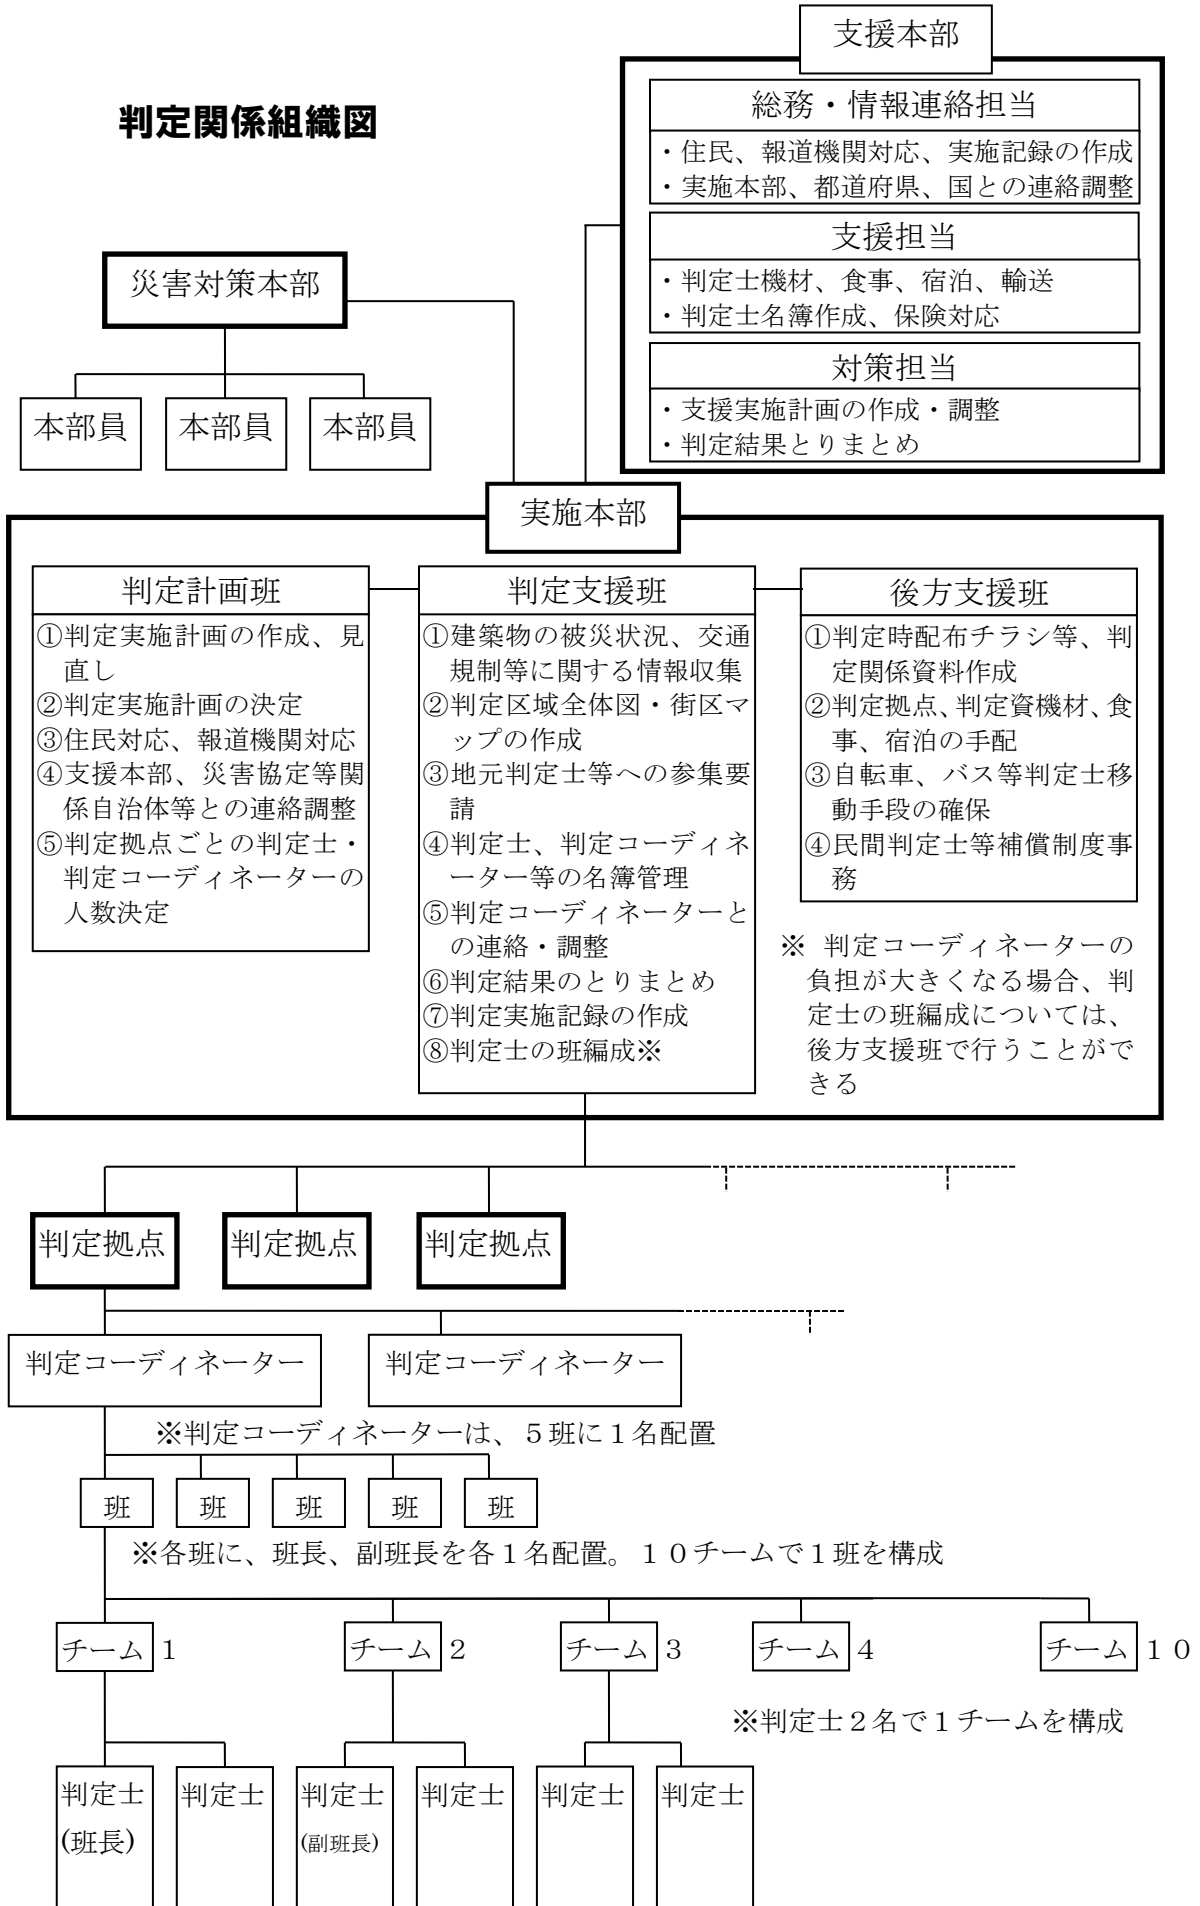 支援本部
判定関係組織図
総務・情報連絡担当
・住民、報道機関対応、実施記録の作成
・実施本部、都道府県、国との連絡調整
支援担当
・判定士機材、食事、宿泊、輸送
・判定士名簿作成、保険対応
対策担当
・支援実施計画の作成・調整
・判定結果とりまとめ
災害対策本部
本部員
本部員
本部員
実施本部
判定計画班
①判定実施計画の作成、見
直し
②判定実施計画の決定
③住民対応、報道機関対応
④支援本部、災害協定等関
係自治体等との連絡調整
⑤判定拠点ごとの判定士・
判定コーディネーターの
人数決定
判定支援班
①建築物の被災状況、交通
規制等に関する情報収集
②判定区域全体図・街区マ
ップの作成
③地元判定士等への参集要
請
④判定士、判定コーディネ
ーター等の名簿管理
⑤判定コーディネーターと
の連絡・調整
⑥判定結果のとりまとめ
⑦判定実施記録の作成
⑧判定士の班編成※
後方支援班
①判定時配布チラシ等、判
定関係資料作成
②判定拠点、判定資機材、食
事、宿泊の手配
③自転車、バス等判定士移
動手段の確保
④民間判定士等補償制度事
務
※ 判定コーディネーターの
負担が大きくなる場合、判
定士の班編成については、
後方支援班で行うことがで
きる
判定拠点
判定拠点
判定拠点
判定コーディネーター
判定コーディネーター
※判定コーディネーターは、５班に１名配置
班
班
班
班
班
※各班に、班長、副班長を各１名配置。１０チームで１班を構成
チーム１
チーム２
チーム３
チーム４
チーム１０
※判定士２名で１チームを構成
判定士
(班長)
判定士
判定士
(副班長)
判定士
判定士
判定士